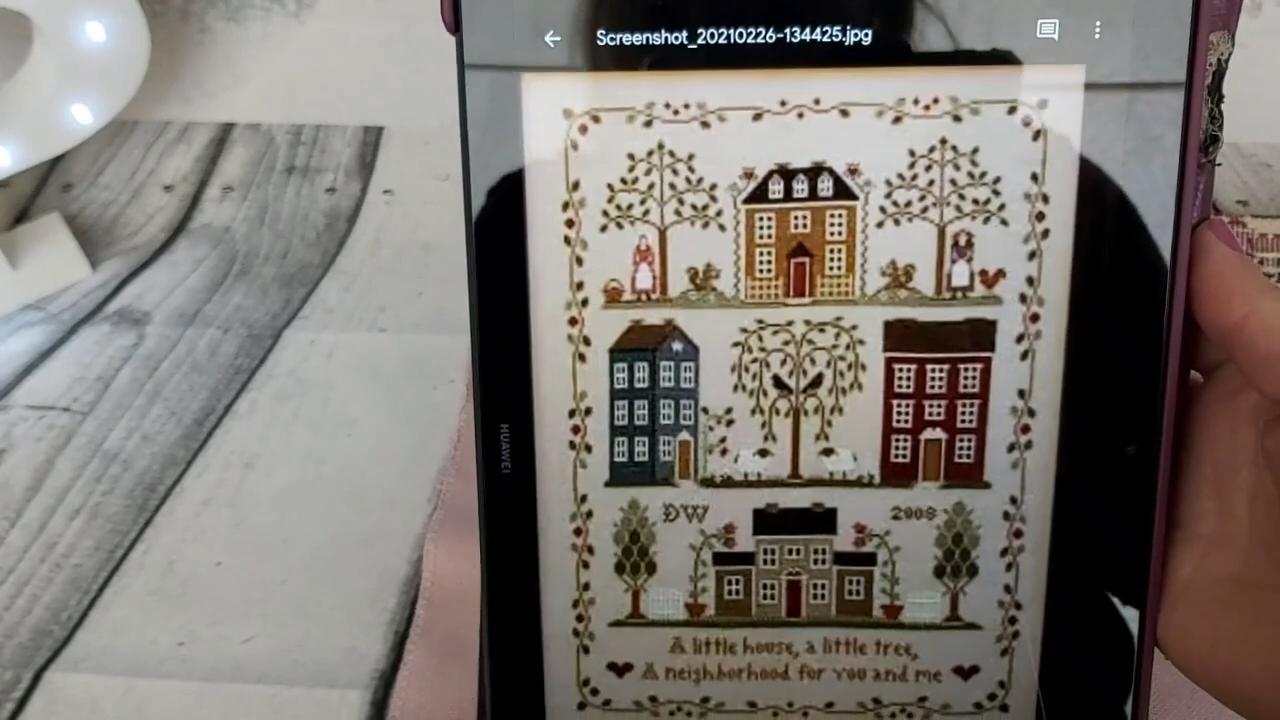 Screenshot_20210226-134425.jpg
HUAWEI
DW 2008
A little house, a little tree,
A neighborhood for you and me